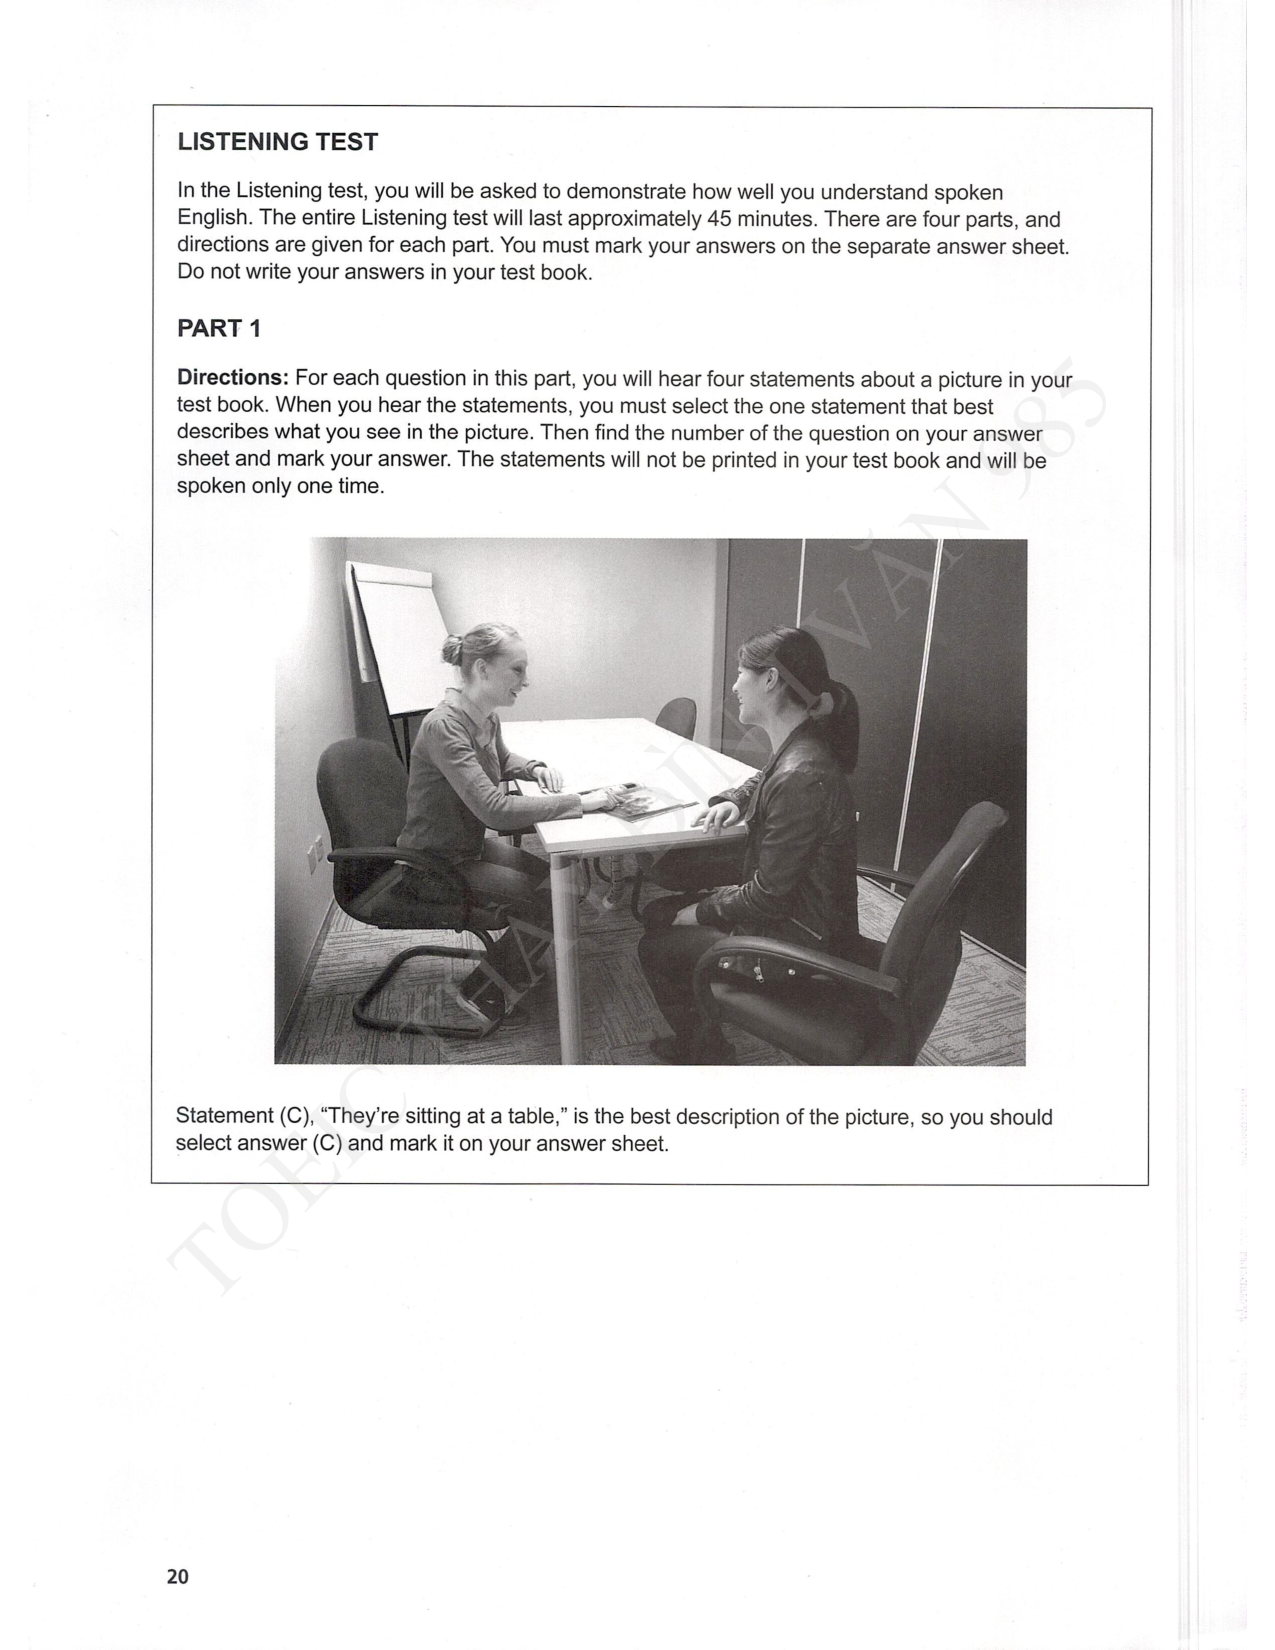 LISTENING TEST
In the Listening test, you will be asked to demonstrate how well you understand spoken
English. The entire Listening test will last approximately 45 minutes. There are four parts, and
directions are given for each part. You must mark your answers on the separate answer sheet.
Do not write your answers in your test book.
PART 1
Directions: For each question in this part, you will hear four statements about a picture in your
test book. When you hear the statements, you must select the one statement that best
describes what you see in the picture. Then find the number of the question on your answer
sheet and mark your answer. The statements will not be printed in your test book and will be
spoken only one time.
Statement (C), “They’re sitting at a table,” is the best description of the picture, so you should
select answer (C) and mark it on your answer sheet.
20
TOEIC VĂN 985